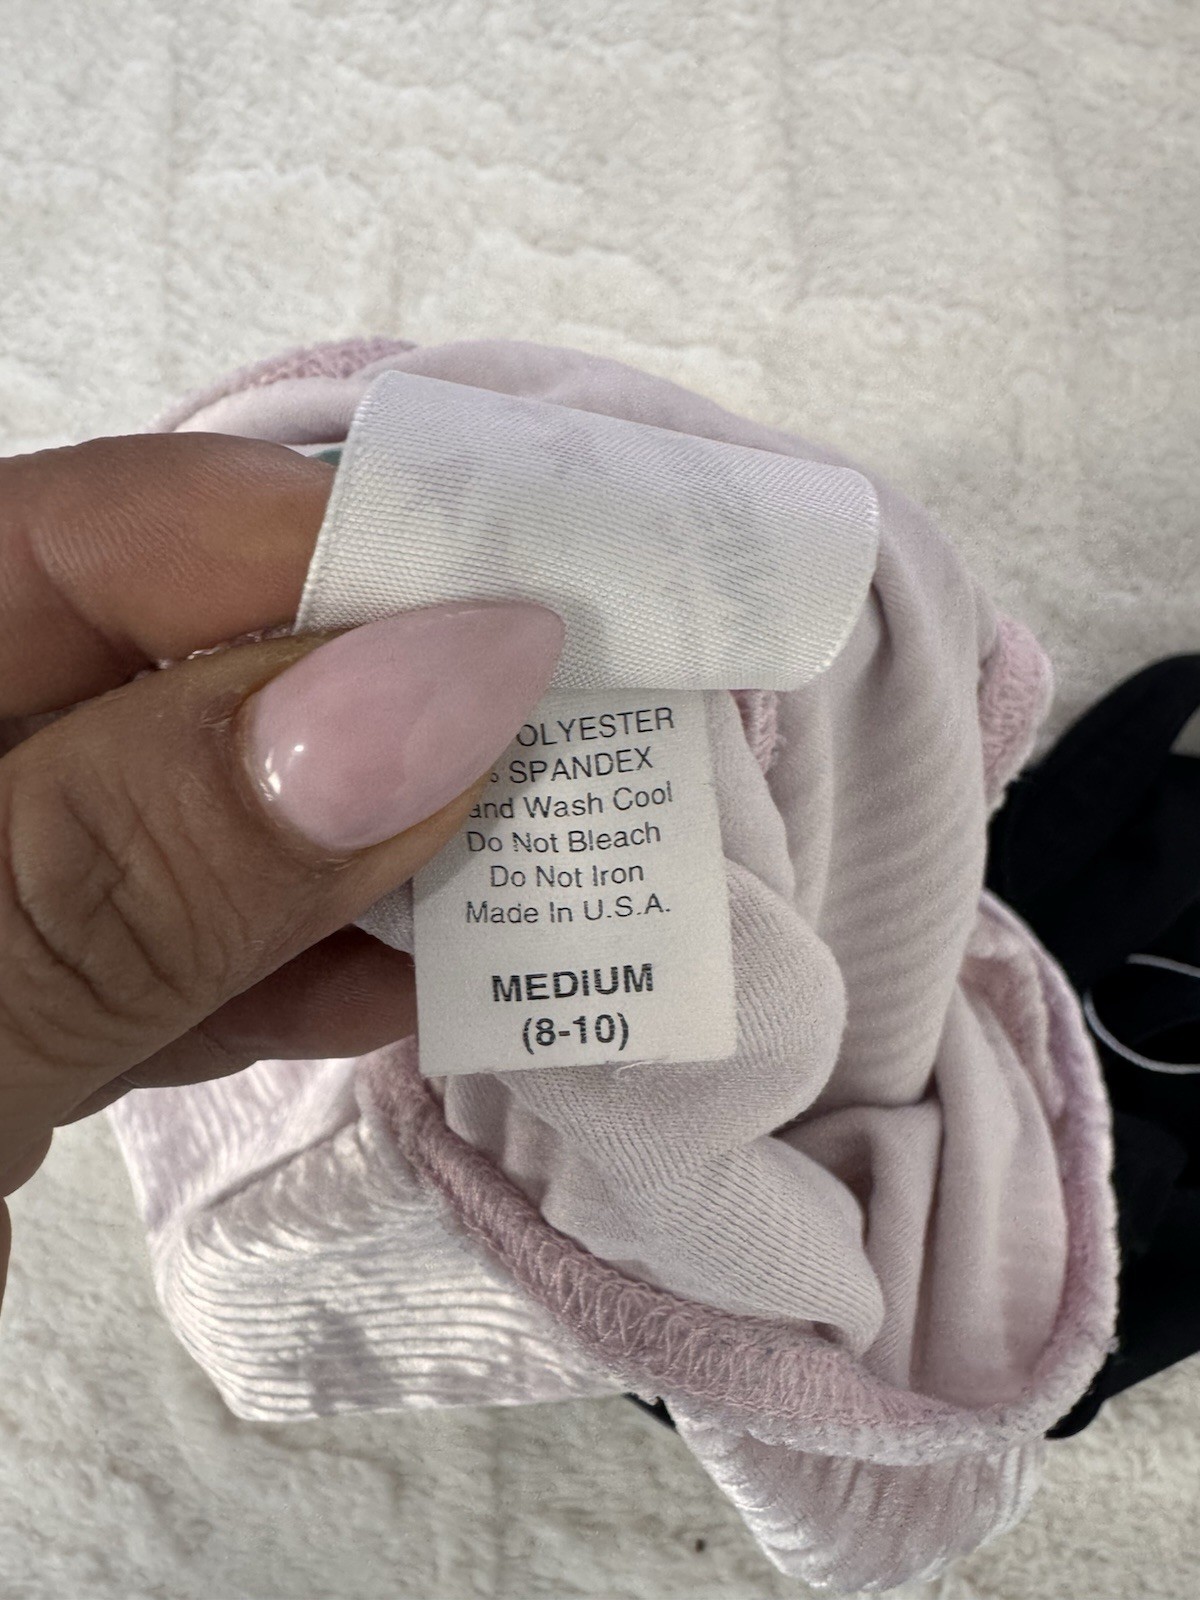 OLYESTER
% SPANDEX
and Wash Cool
Do Not Bleach
Do Not Iron
Made In U.S.A.
MEDIUM
(8-10)